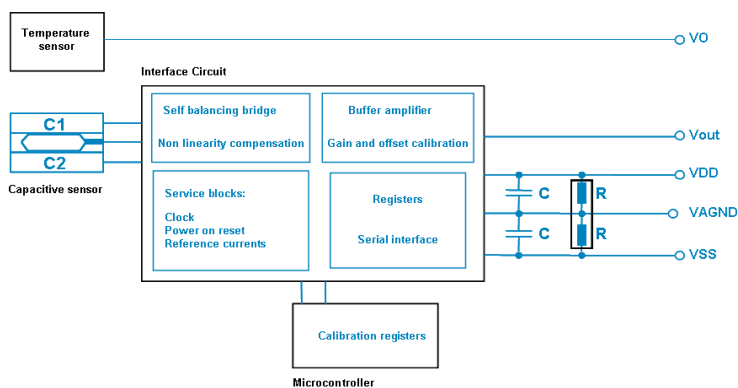 Temperature
sensor
VO
Interface Circuit
Self balancing bridge
Non linearity compensation
Buffer amplifier
Gain and offset calibration
C1
C2
Capacitive sensor
Vout
VDD
Service blocks:
Clock
Power on reset
Reference currents
Registers
Serial interface
C
R
VAGND
C
R
VSS
Calibration registers
Microcontroller